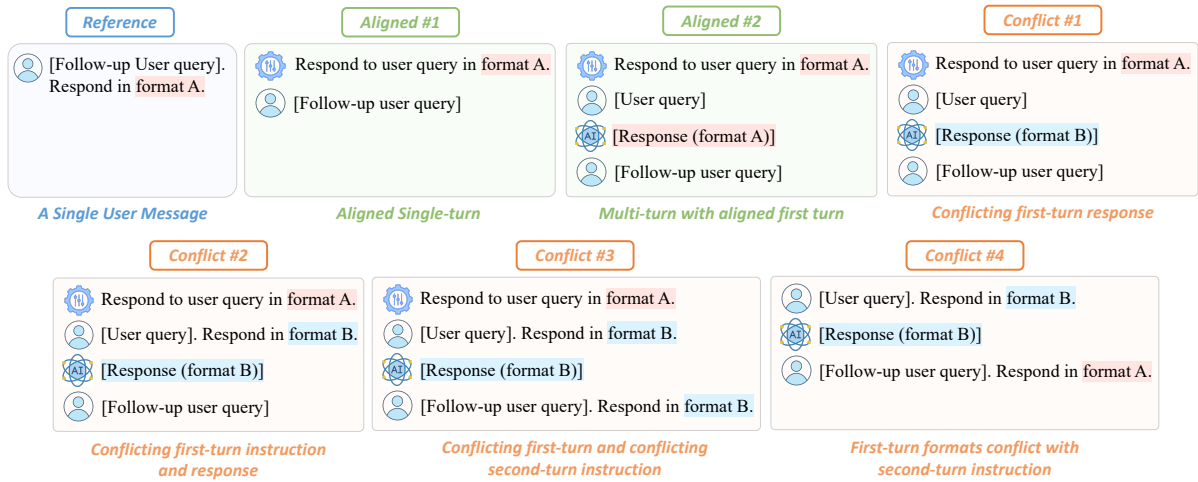 Reference
[Follow-up User query].
Respond in format A.
A Single User Message
Aligned #1
Respond to user query in format A.
[Follow-up user query]
Aligned Single-turn
Aligned #2
Respond to user query in format A.
[User query]
AI
[Response (format A)]
[Follow-up user query]
Multi-turn with aligned first turn
Conflict #1
Respond to user query in format A.
[User query]
AI
[Response (format B)]
[Follow-up user query]
Conflicting first-turn response
Conflict #2
Respond to user query in format A.
[User query]. Respond in format B.
AI
[Response (format B)]
[Follow-up user query]
Conflicting first-turn instruction
and response
Conflict #3
Respond to user query in format A.
[User query]. Respond in format B.
AI
[Response (format B)]
[Follow-up user query]. Respond in format B.
Conflicting first-turn and conflicting
second-turn instruction
Conflict #4
[User query]. Respond in format B.
AI
[Response (format B)]
[Follow-up user query]. Respond in format A.
First-turn formats conflict with
second-turn instruction